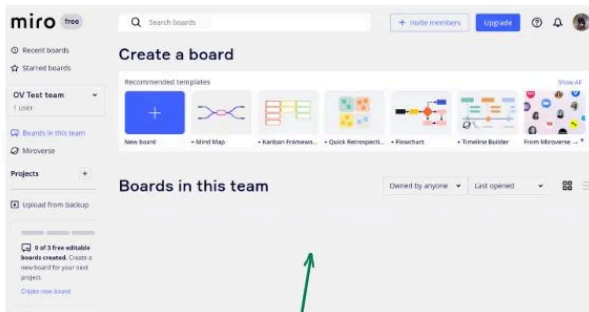 miro free
Search boards
+ Invite members
Upgrade
Recent boards
Starred boards
OV Test team
1 user
Boards in this team
Miroverse
Projects
+
Upload from backup
0 of 3 free editable
boards created. Create a
new board for your next
project.
Create new board
Create a board
Recommended templates
Show All
New board
+ Mind Map
+ Kanban Framewo...
+ Quick Retrospecti...
+ Flowchart
+ Timeline Builder
From Miroverse →
Boards in this team
Owned by anyone
Last opened